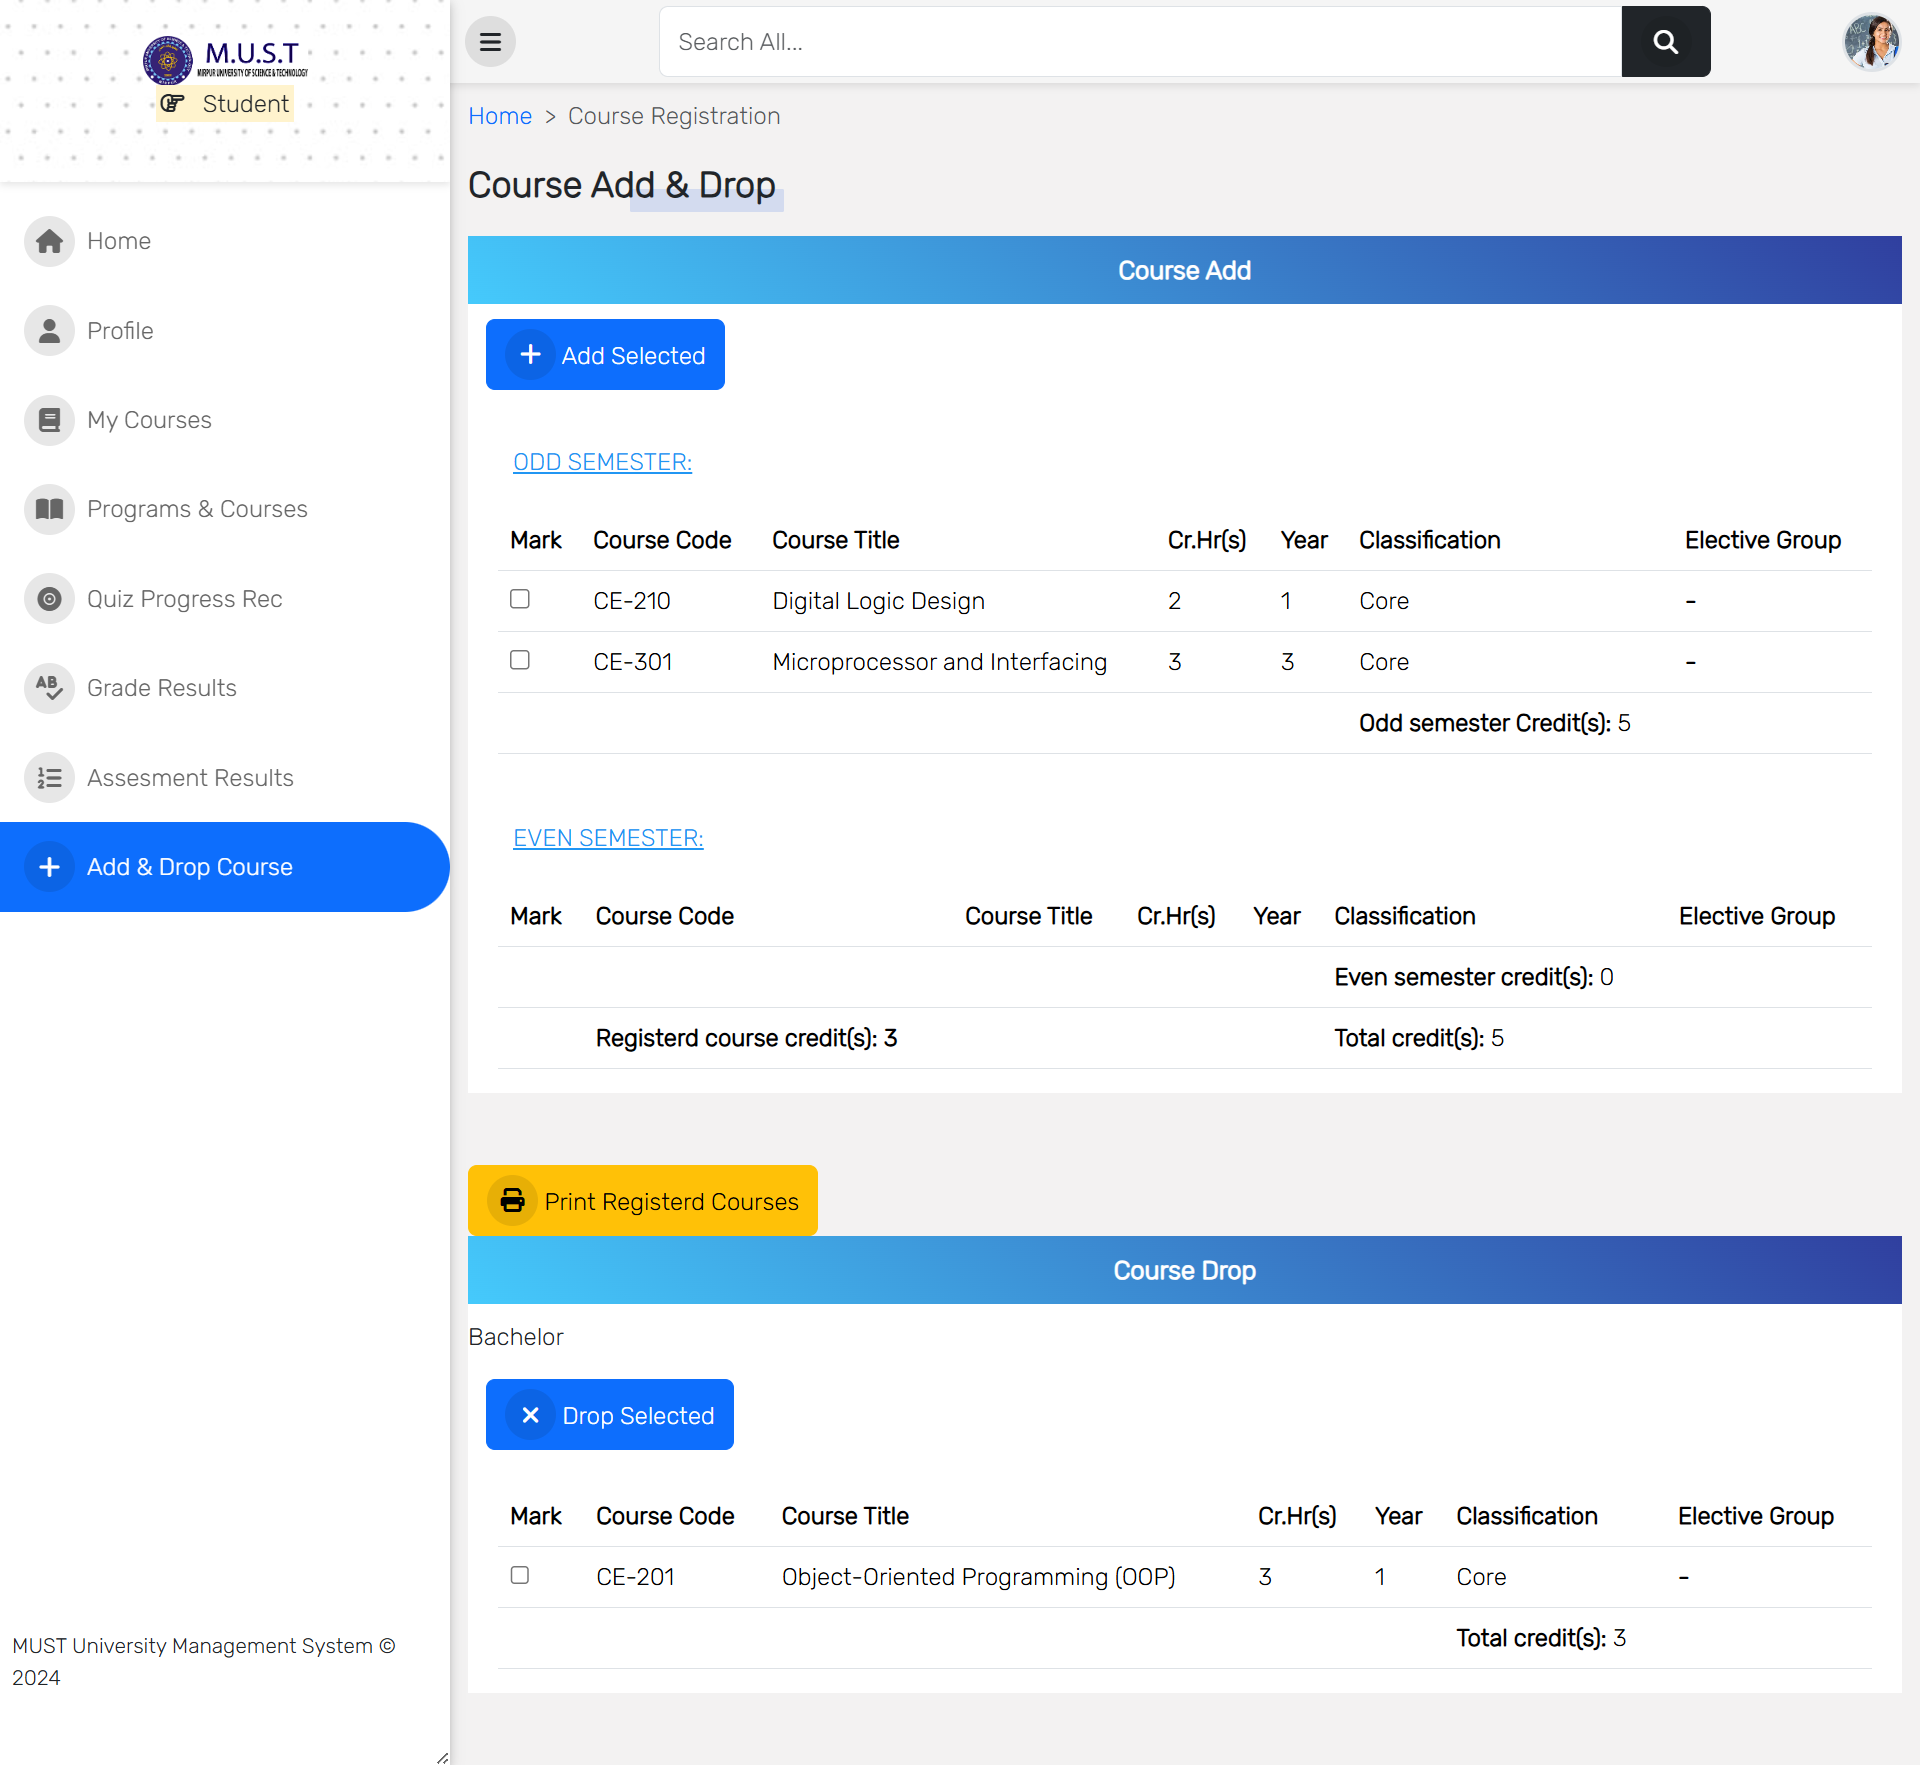 M.U.S.T
MIRPUR UNIVERSITY OF SCIENCE & TECHNOLOGY
Student
Home
Profile
My Courses
Programs & Courses
Quiz Progress Rec
Grade Results
Assesment Results
Add & Drop Course
MUST University Management System ©
2024
Search All...
Home > Course Registration
Course Add & Drop
Course Add
Add Selected
ODD SEMESTER:
Mark Course Code Course Title Cr.Hr(s) Year Classification Elective Group
CE-210 Digital Logic Design 2 1 Core -
CE-301 Microprocessor and Interfacing 3 3 Core -
Odd semester Credit(s): 5
EVEN SEMESTER:
Mark Course Code Course Title Cr.Hr(s) Year Classification Elective Group
Even semester credit(s): 0
Registerd course credit(s): 3 Total credit(s): 5
Print Registerd Courses
Course Drop
Bachelor
Drop Selected
Mark Course Code Course Title Cr.Hr(s) Year Classification Elective Group
CE-201 Object-Oriented Programming (OOP) 3 1 Core -
Total credit(s): 3